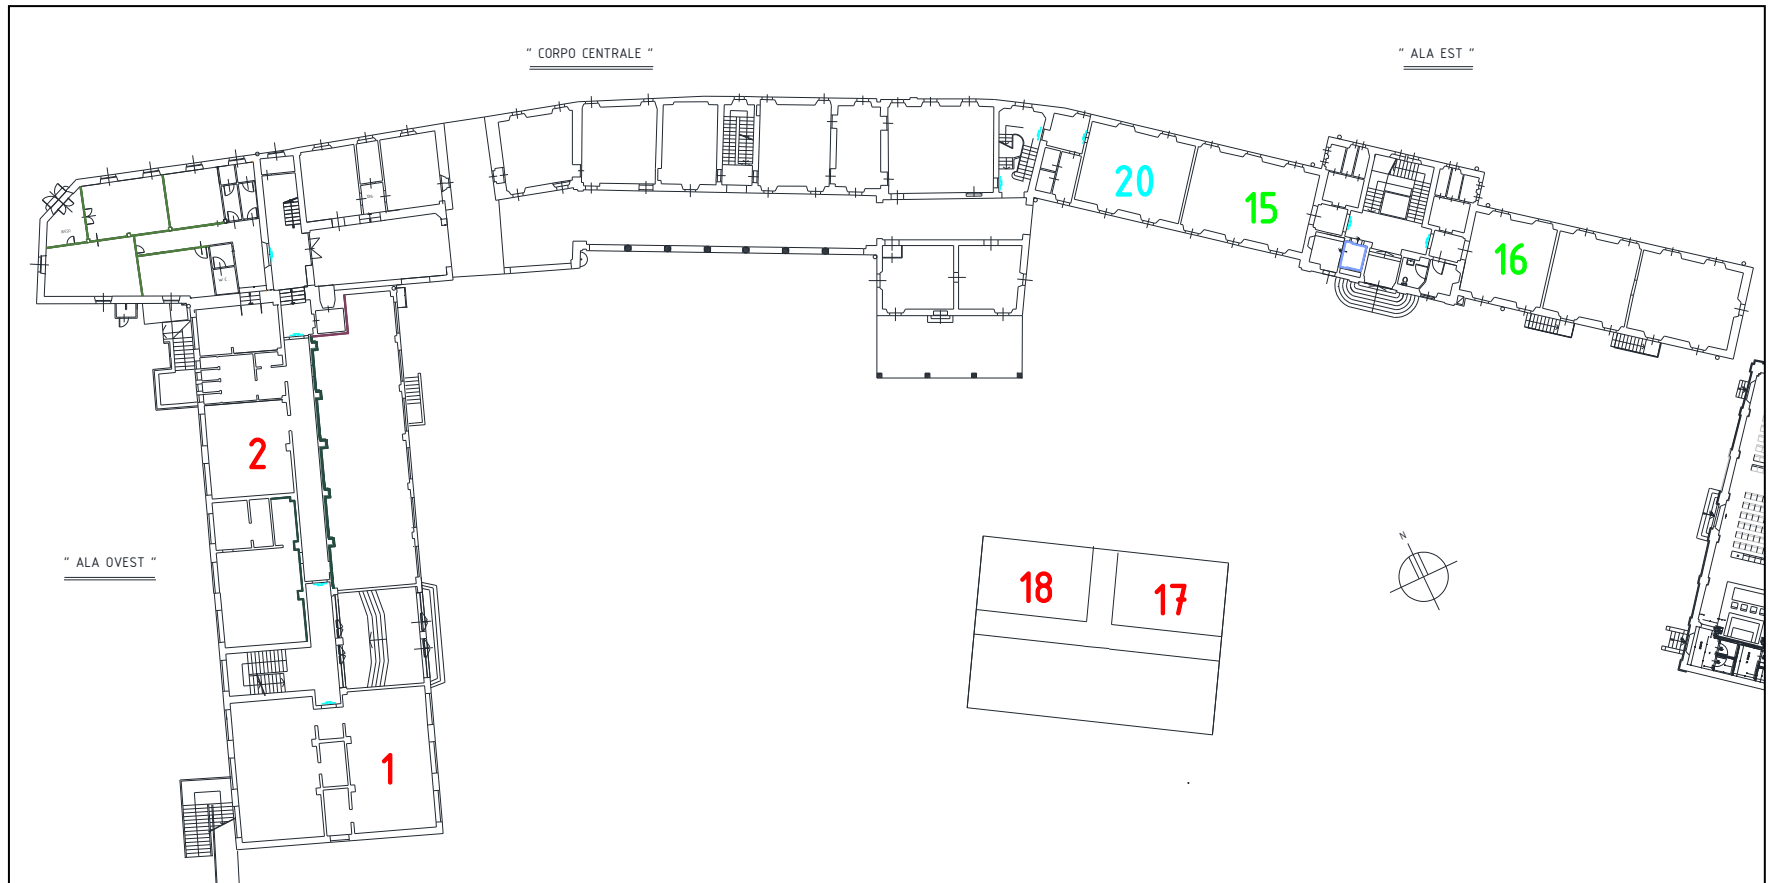 “ CORPO CENTRALE “
“ ALA EST “
20
15
16
2
“ ALA OVEST “
N
18
17
1